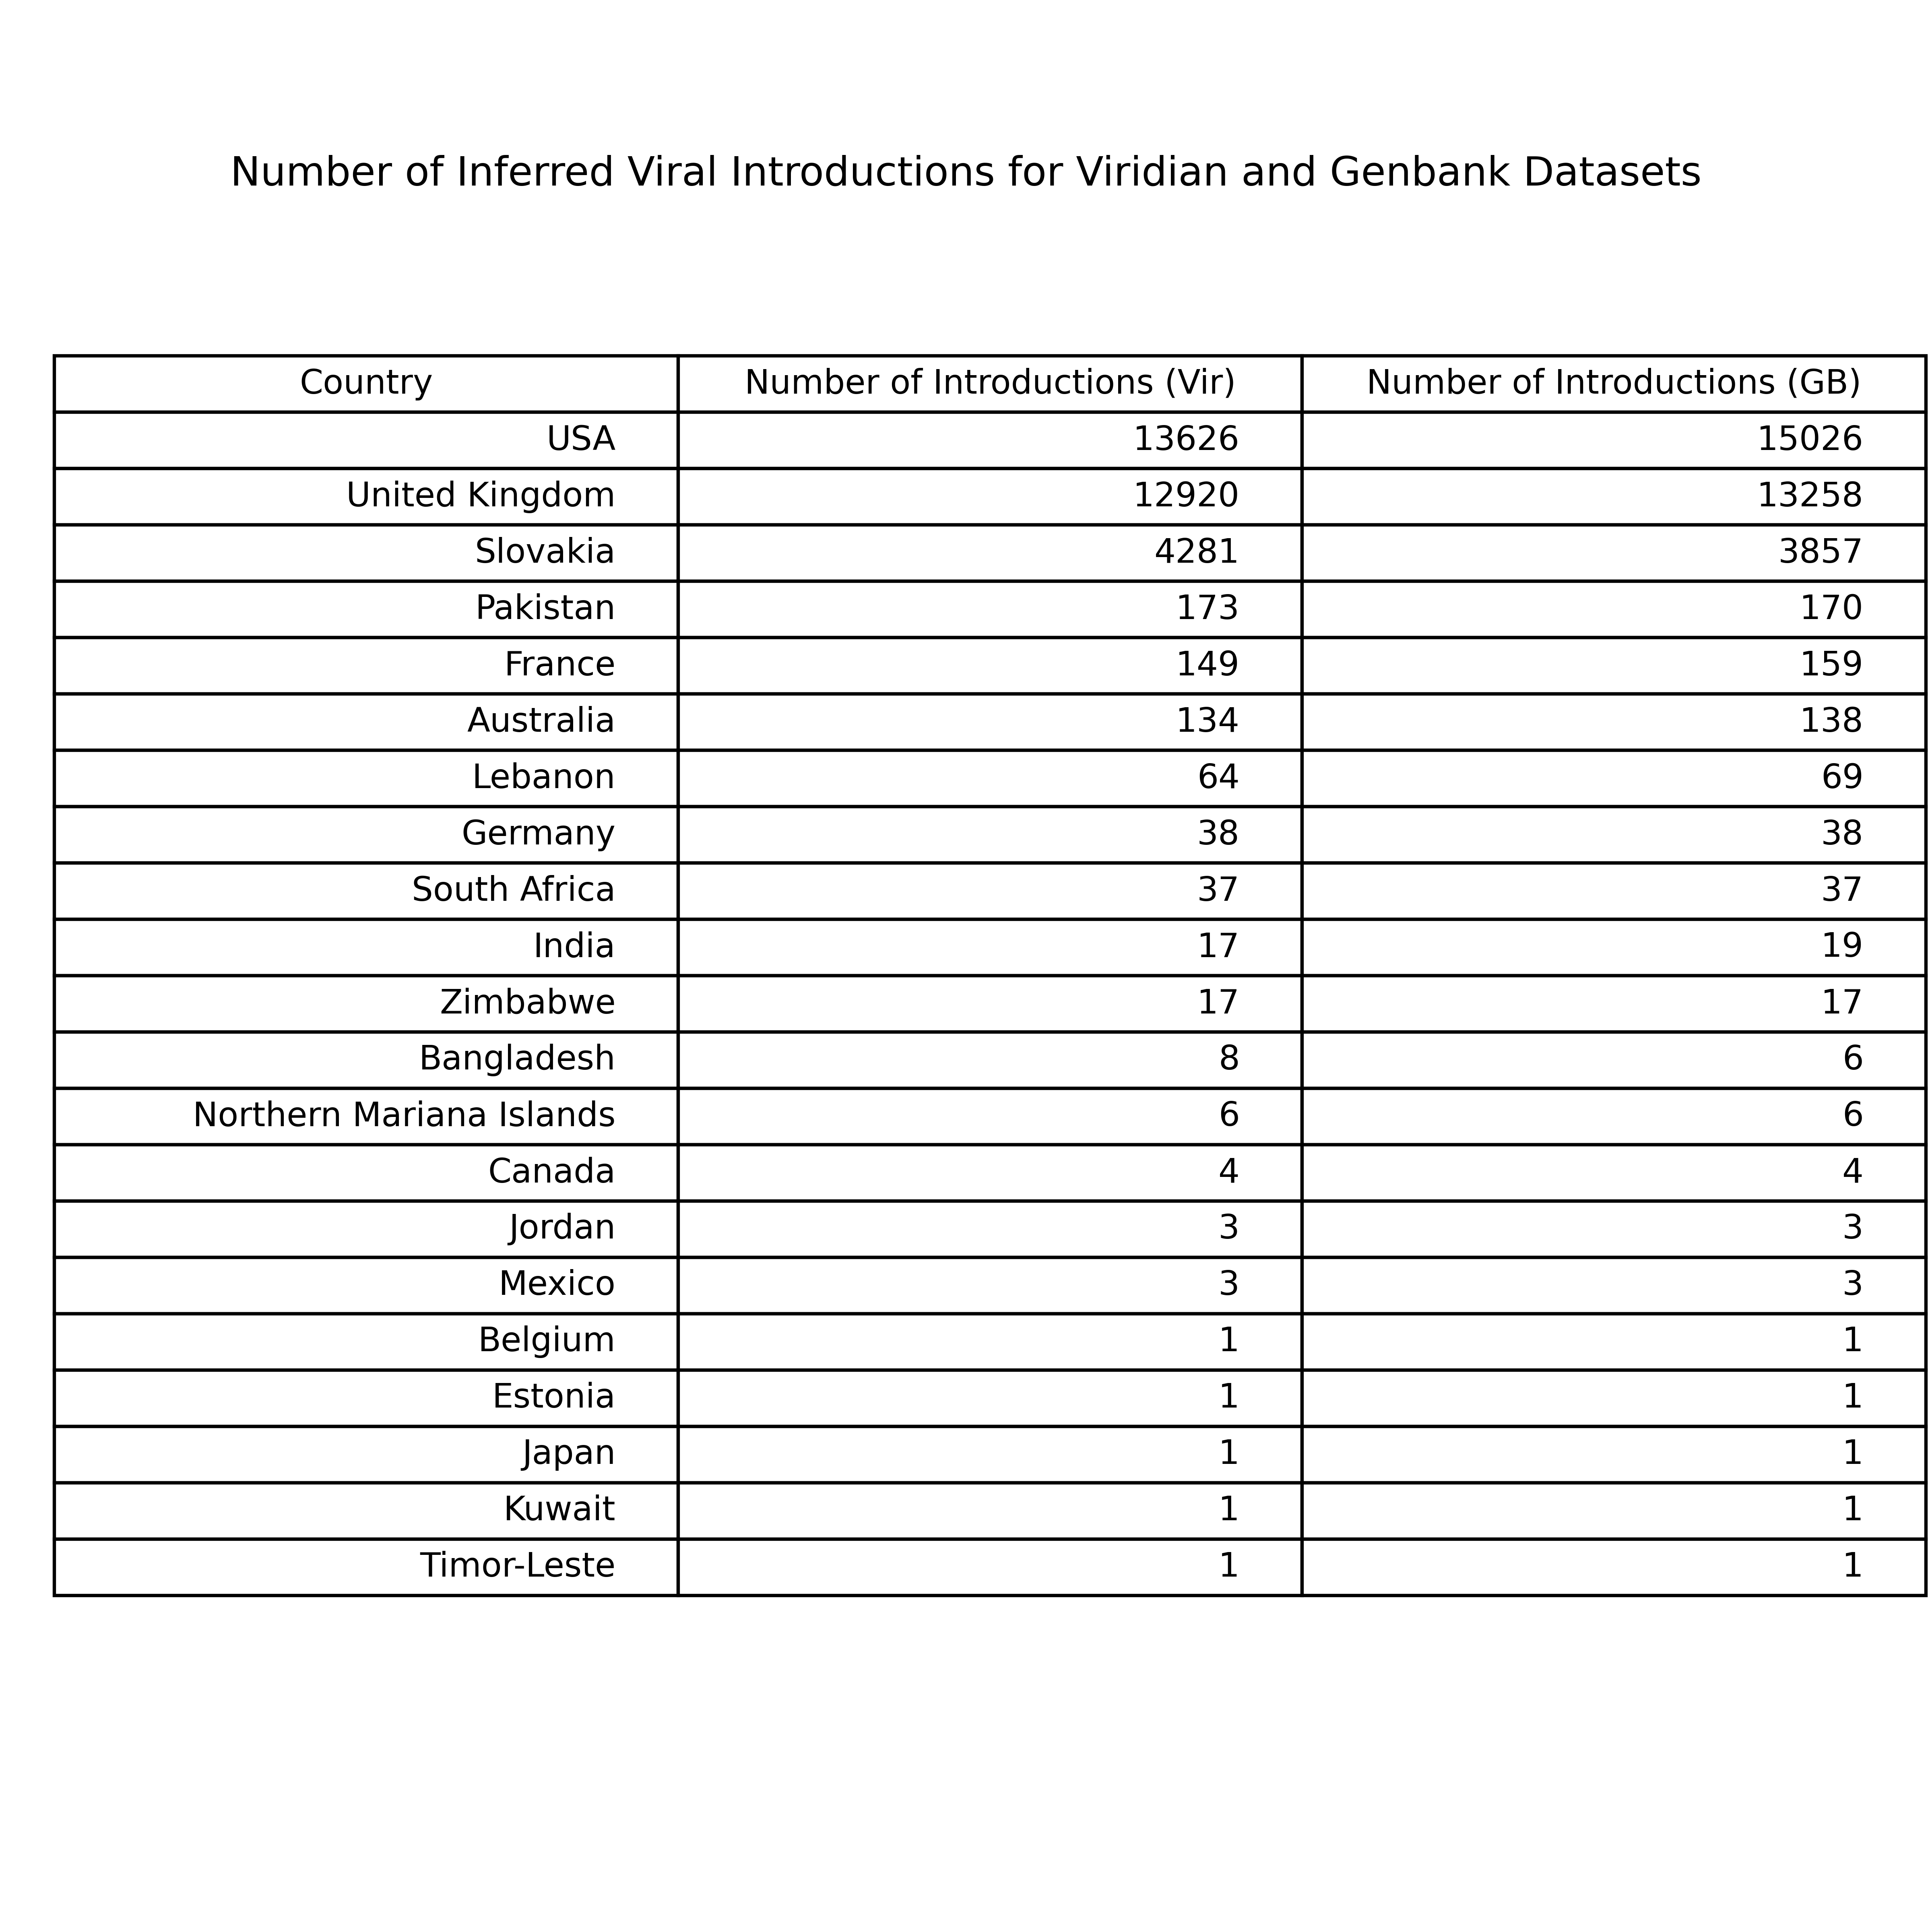 Number of Inferred Viral Introductions for Viridian and Genbank Datasets
Country Number of Introductions (Vir) Number of Introductions (GB)
USA 13626 15026
United Kingdom 12920 13258
Slovakia 4281 3857
Pakistan 173 170
France 149 159
Australia 134 138
Lebanon 64 69
Germany 38 38
South Africa 37 37
India 17 19
Zimbabwe 17 17
Bangladesh 8 6
Northern Mariana Islands 6 6
Canada 4 4
Jordan 3 3
Mexico 3 3
Belgium 1 1
Estonia 1 1
Japan 1 1
Kuwait 1 1
Timor-Leste 1 1